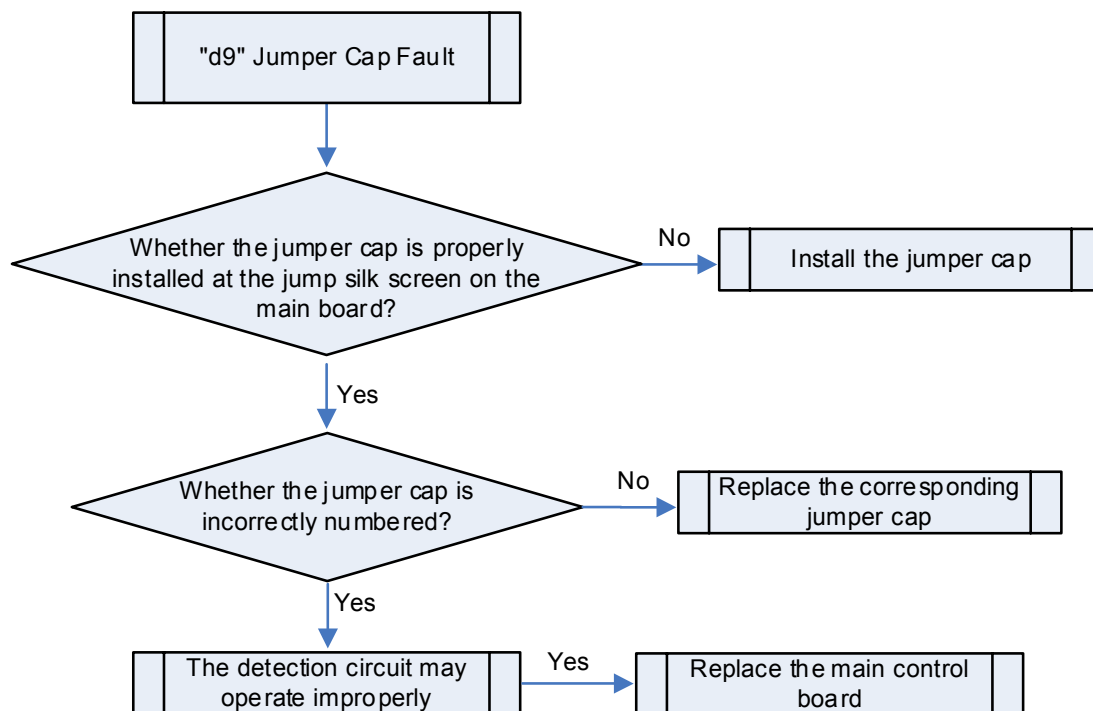 "d9" Jumper Cap Fault
Whether the jumper cap is properly
installed at the jump silk screen on the
main board?
No
Install the jumper cap
Yes
Whether the jumper cap is
incorrectly numbered?
No
Replace the corresponding
jumper cap
Yes
The detection circuit may
operate improperly
Yes
Replace the main control
board